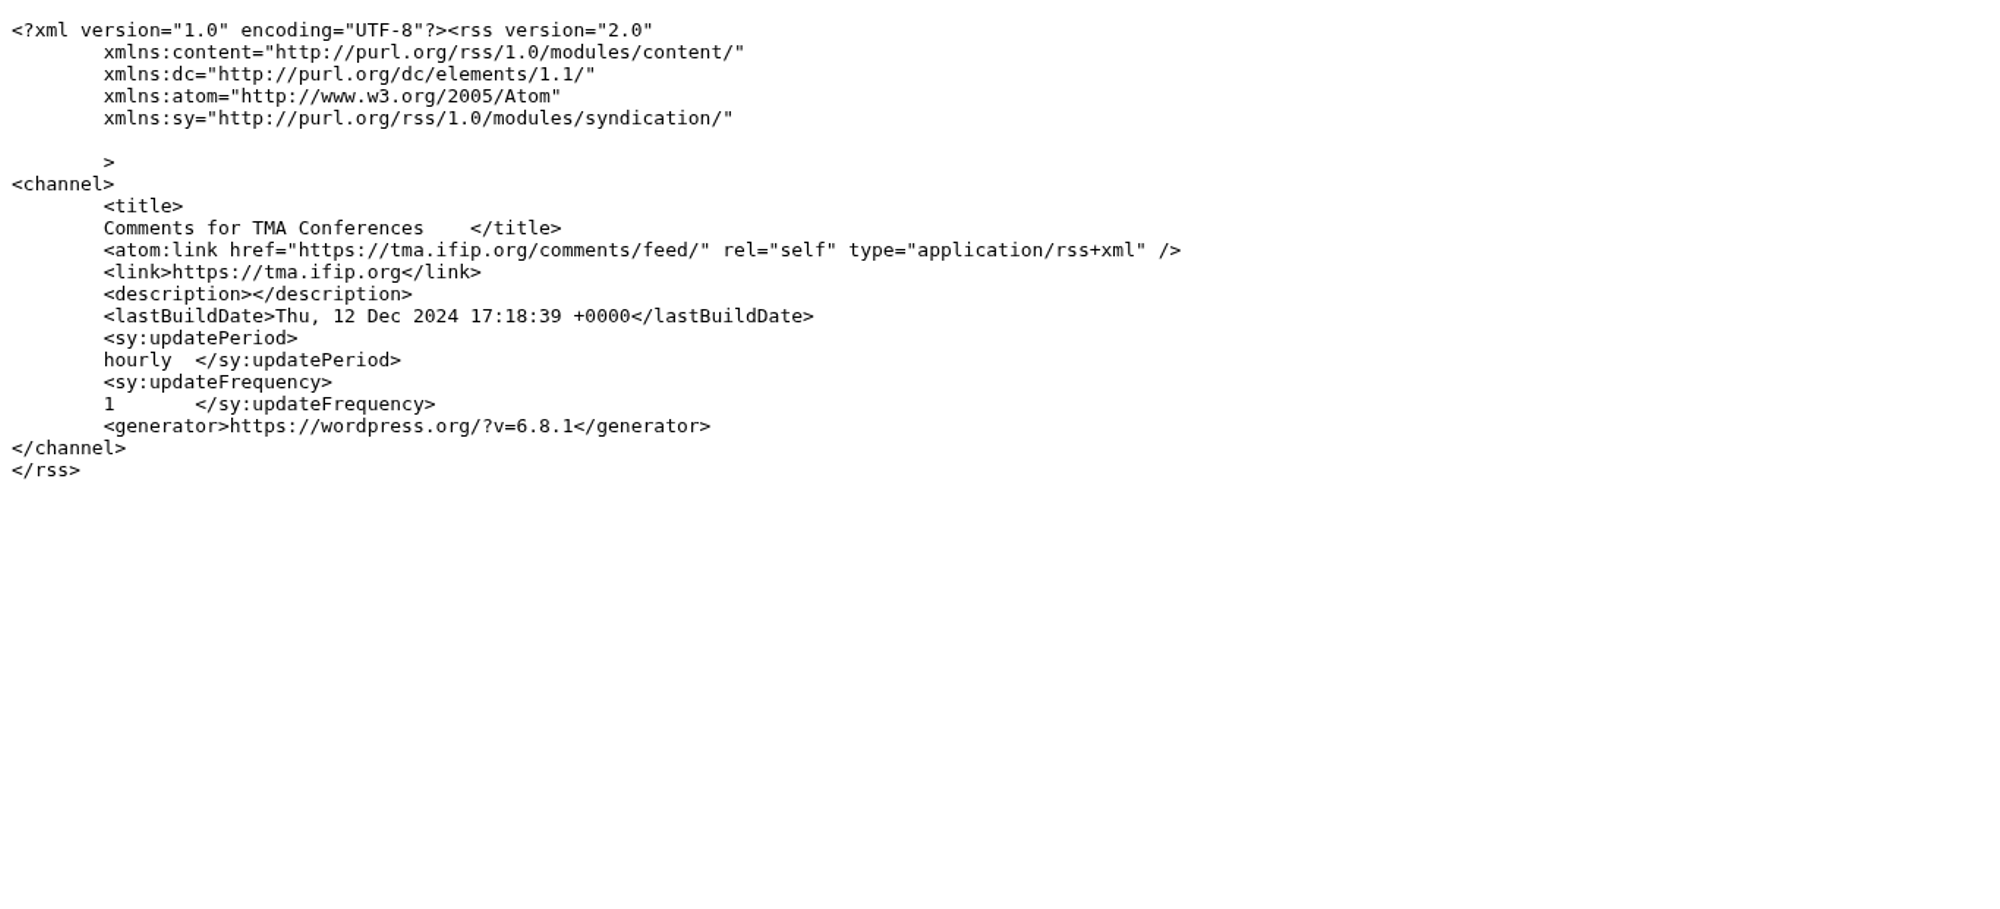 <?xml version="1.0" encoding="UTF-8"?><rss version="2.0"
	xmlns:content="http://purl.org/rss/1.0/modules/content/"
	xmlns:dc="http://purl.org/dc/elements/1.1/"
	xmlns:atom="http://www.w3.org/2005/Atom"
	xmlns:sy="http://purl.org/rss/1.0/modules/syndication/"

	>
<channel>
	<title>
	Comments for TMA Conferences	</title>
	<atom:link href="https://tma.ifip.org/comments/feed/" rel="self" type="application/rss+xml" />
	<link>https://tma.ifip.org</link>
	<description></description>
	<lastBuildDate>Thu, 12 Dec 2024 17:18:39 +0000</lastBuildDate>
	<sy:updatePeriod>
	hourly	</sy:updatePeriod>
	<sy:updateFrequency>
	1	</sy:updateFrequency>
	<generator>https://wordpress.org/?v=6.8.1</generator>
</channel>
</rss>